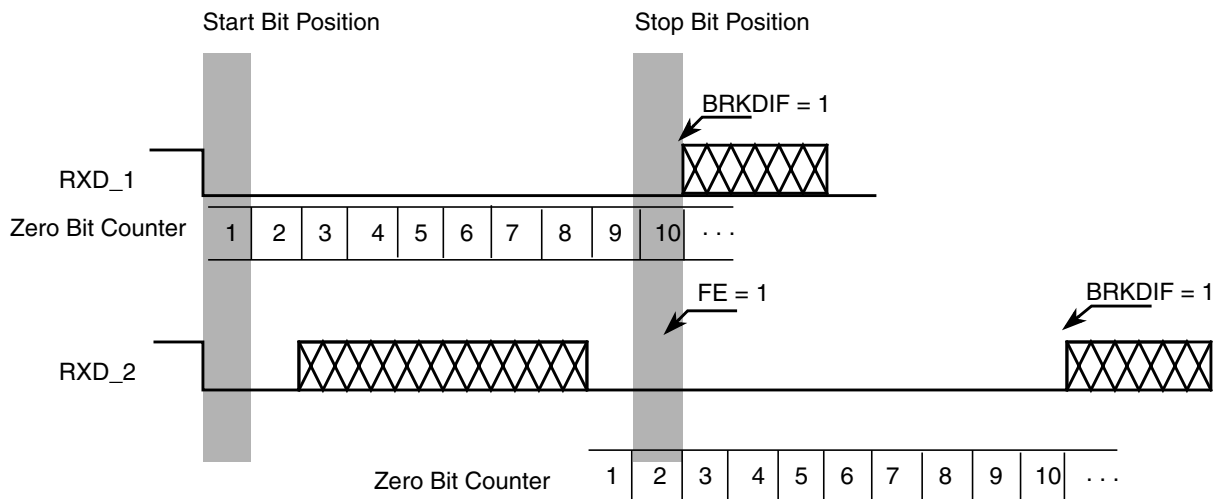 Start Bit Position Stop Bit Position
BRKDIF = 1
RXD_1
Zero Bit Counter 1 2 3 4 5 6 7 8 9 10 . . .
FE = 1 BRKDIF = 1
RXD_2
Zero Bit Counter 1 2 3 4 5 6 7 8 9 10 . . .